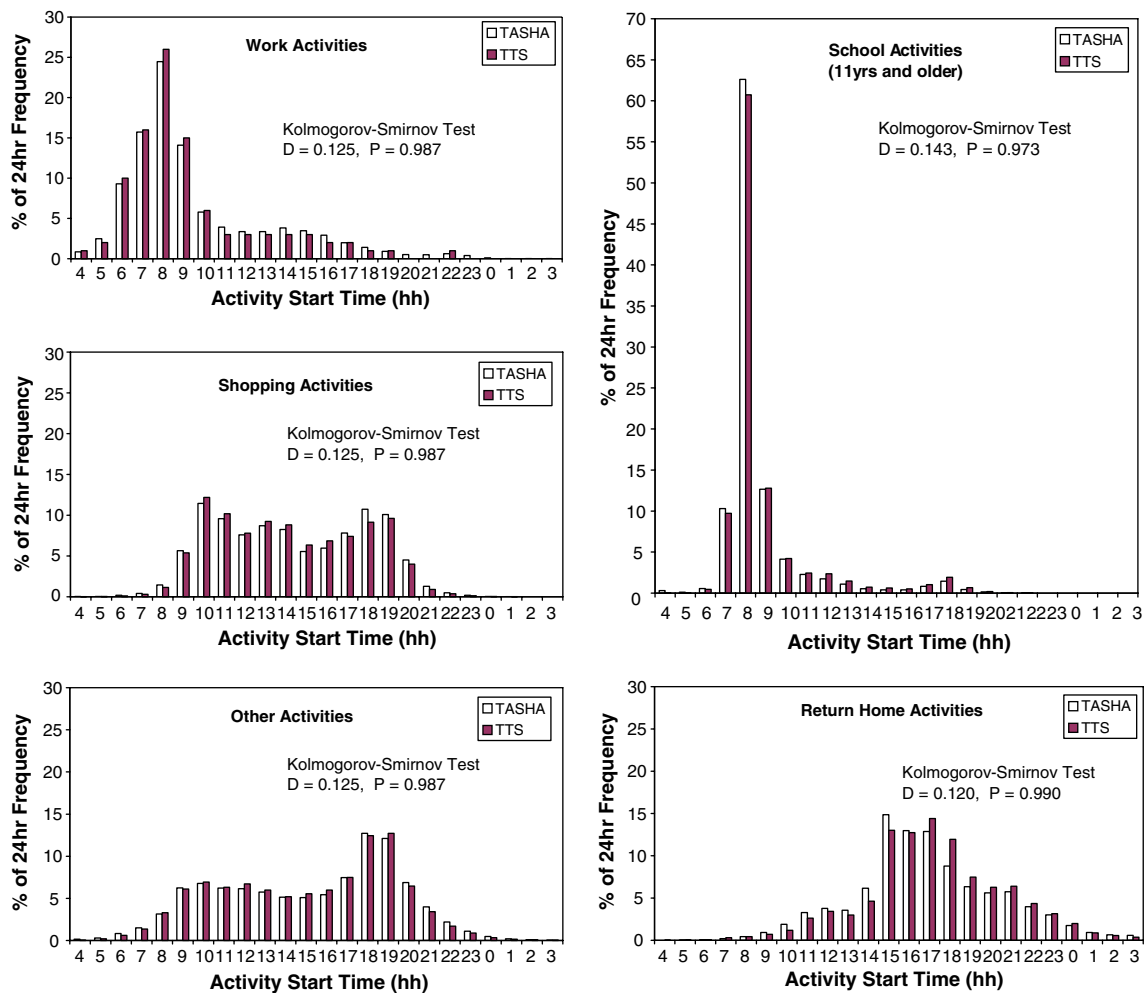 30
25
20
15
10
5
0
% of 24hr Frequency
Work Activities
TASHA
TTS
Kolmogorov-Smirnov Test
D = 0.125, P = 0.987
4 5 6 7 8 9 10 11 12 13 14 15 16 17 18 19 20 21 22 23 0 1 2 3
Activity Start Time (hh)
30
25
20
15
10
5
0
% of 24hr Frequency
Shopping Activities
TASHA
TTS
Kolmogorov-Smirnov Test
D = 0.125, P = 0.987
4 5 6 7 8 9 10 11 12 13 14 15 16 17 18 19 20 21 22 23 0 1 2 3
Activity Start Time (hh)
30
25
20
15
10
5
0
% of 24hr Frequency
Other Activities
TASHA
TTS
Kolmogorov-Smirnov Test
D = 0.125, P = 0.987
4 5 6 7 8 9 10 11 12 13 14 15 16 17 18 19 20 21 22 23 0 1 2 3
Activity Start Time (hh)
70
65
60
55
50
45
40
35
30
25
20
15
10
5
0
% of 24hr Frequency
School Activities
(11yrs and older)
TASHA
TTS
Kolmogorov-Smirnov Test
D = 0.143, P = 0.973
4 5 6 7 8 9 10 11 12 13 14 15 16 17 18 19 20 21 22 23 0 1 2 3
Activity Start Time (hh)
30
25
20
15
10
5
0
% of 24hr Frequency
Return Home Activities
TASHA
TTS
Kolmogorov-Smirnov Test
D = 0.120, P = 0.990
4 5 6 7 8 9 10 11 12 13 14 15 16 17 18 19 20 21 22 23 0 1 2 3
Activity Start Time (hh)